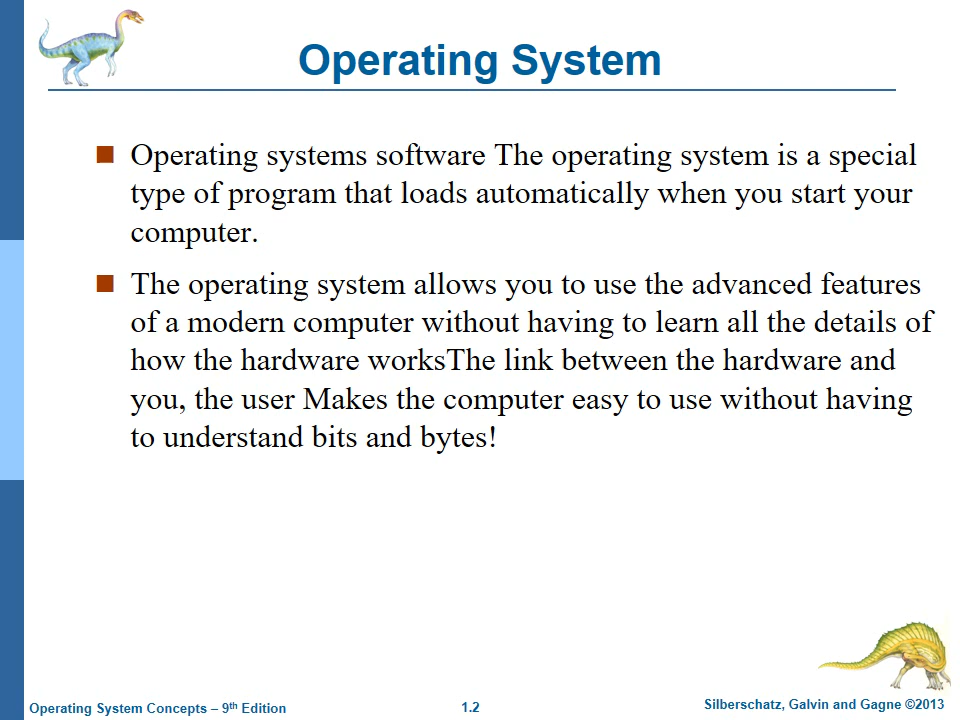 Operating System
Operating systems software The operating system is a special
type of program that loads automatically when you start your
computer.
The operating system allows you to use the advanced features
of a modern computer without having to learn all the details of
how the hardware worksThe link between the hardware and
you, the user Makes the computer easy to use without having
to understand bits and bytes!
Operating System Concepts – 9th Edition
1.2
Silberschatz, Galvin and Gagne ©2013